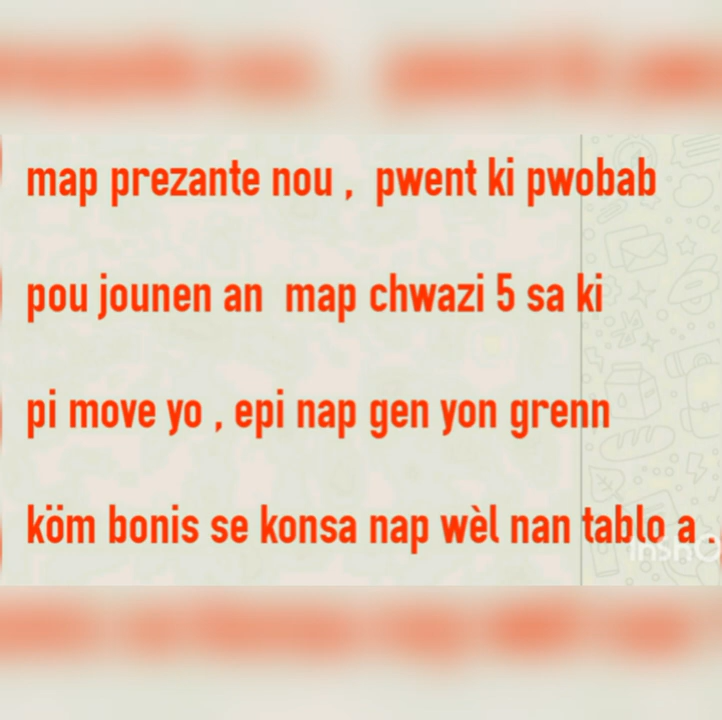 map prezante nou , pwent ki pwobab
pou jounen an map chwazi 5 sa ki
pi move yo , epi nap gen yon grenn
köm bonis se konsa nap wèl nan tablo a .